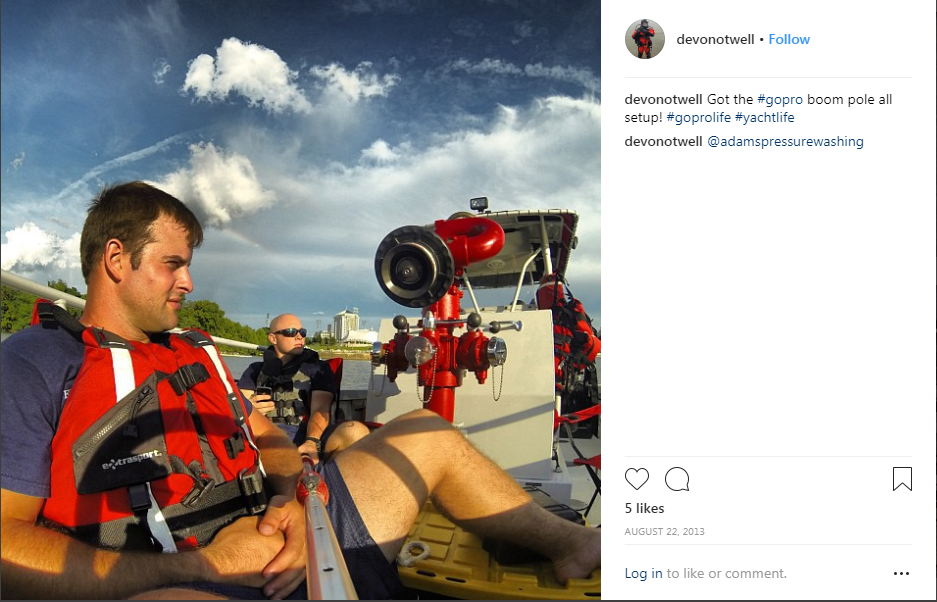 devonotwell • Follow
devonotwell Got the #gopro boom pole all
setup! #goprolife #yachtlife
devonotwell @adamspressurewashing
extrasport.
5 likes
AUGUST 22, 2013
Log in to like or comment.